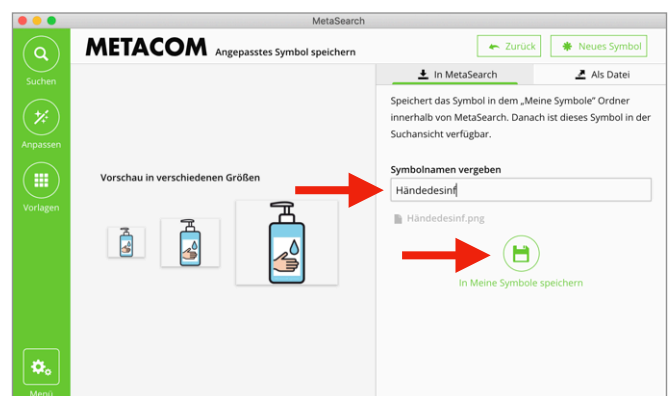 MetaSearch
METACOM Angepasstes Symbol speichern
Zurück
Neues Symbol
Suchen
Anpassen
Vorlagen
Menü
Vorschau in verschiedenen Größen
In MetaSearch
Als Datei
Speichert das Symbol in dem „Meine Symbole" Ordner
innerhalb von MetaSearch. Danach ist dieses Symbol in der
Suchansicht verfügbar.
Symbolnamen vergeben
Händedesinf
Händedesinf.png
In Meine Symbole speichern